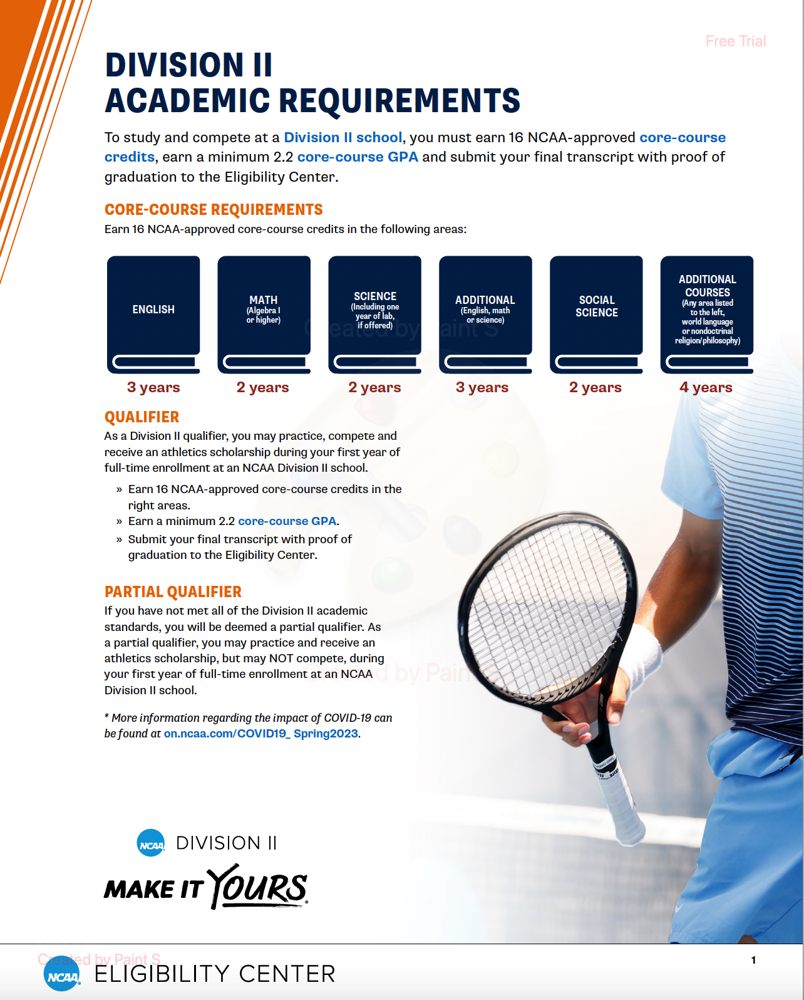 Free Trial
DIVISION II
ACADEMIC REQUIREMENTS
To study and compete at a Division II school, you must earn 16 NCAA-approved core-course
credits, earn a minimum 2.2 core-course GPA and submit your final transcript with proof of
graduation to the Eligibility Center.
CORE-COURSE REQUIREMENTS
Earn 16 NCAA-approved core-course credits in the following areas:
ENGLISH
3 years
MATH
(Algebra I
or higher)
2 years
SCIENCE
(Including one
year of lab,
if offered)
2 years
ADDITIONAL
(English, math
or science)
3 years
SOCIAL
SCIENCE
2 years
ADDITIONAL
COURSES
(Any area listed
to the left,
world language
or nondoctrinal
religion/philosophy)
4 years
Created by Paint S
QUALIFIER
As a Division II qualifier, you may practice, compete and
receive an athletics scholarship during your first year of
full-time enrollment at an NCAA Division II school.
» Earn 16 NCAA-approved core-course credits in the
right areas.
» Earn a minimum 2.2 core-course GPA.
» Submit your final transcript with proof of
graduation to the Eligibility Center.
PARTIAL QUALIFIER
If you have not met all of the Division II academic
standards, you will be deemed a partial qualifier. As
a partial qualifier, you may practice and receive an
athletics scholarship, but may NOT compete, during
your first year of full-time enrollment at an NCAA
Division II school.
Created by Paint S
* More information regarding the impact of COVID-19 can
be found at on.ncaa.com/COVID19_ Spring2023.
NCAA DIVISION II
MAKE IT YOURS®
Created by Paint S
NCAA® ELIGIBILITY CENTER
1